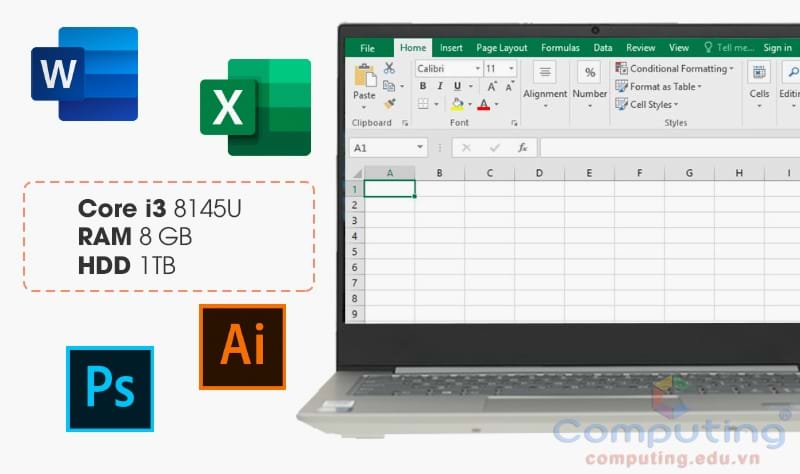 W
X
Core i3 8145U
RAM 8 GB
HDD 1TB
Ps
Ai
File Home Insert Page Layout Formulas Data Review View Tell me... Sign in
Paste
Calibri 11 A A
B I U A
Alignment
Number
%
Conditional Formatting
Format as Table
Cell Styles
Cells
Editin
Clipboard Font Styles
A1 fx
A B C D E F G H I
1
2
3
4
5
6
7
8
9
Computing
computing.edu.vn